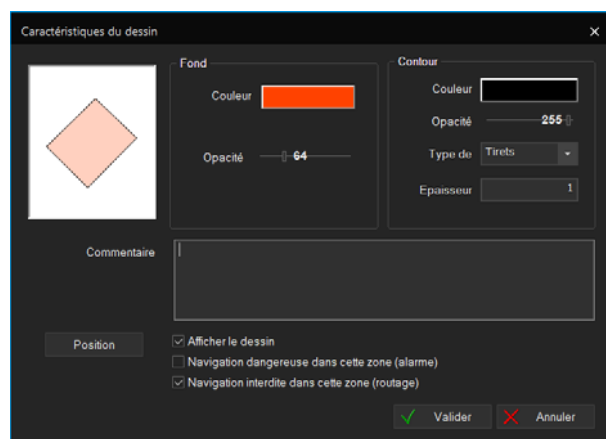 Caractéristiques du dessin
Fond
Couleur
Opacité 64
Contour
Couleur
Opacité 255
Type de Tirets
Epaisseur 1
Commentaire
Position
Afficher le dessin
Navigation dangereuse dans cette zone (alarme)
Navigation interdite dans cette zone (routage)
Valider Annuler